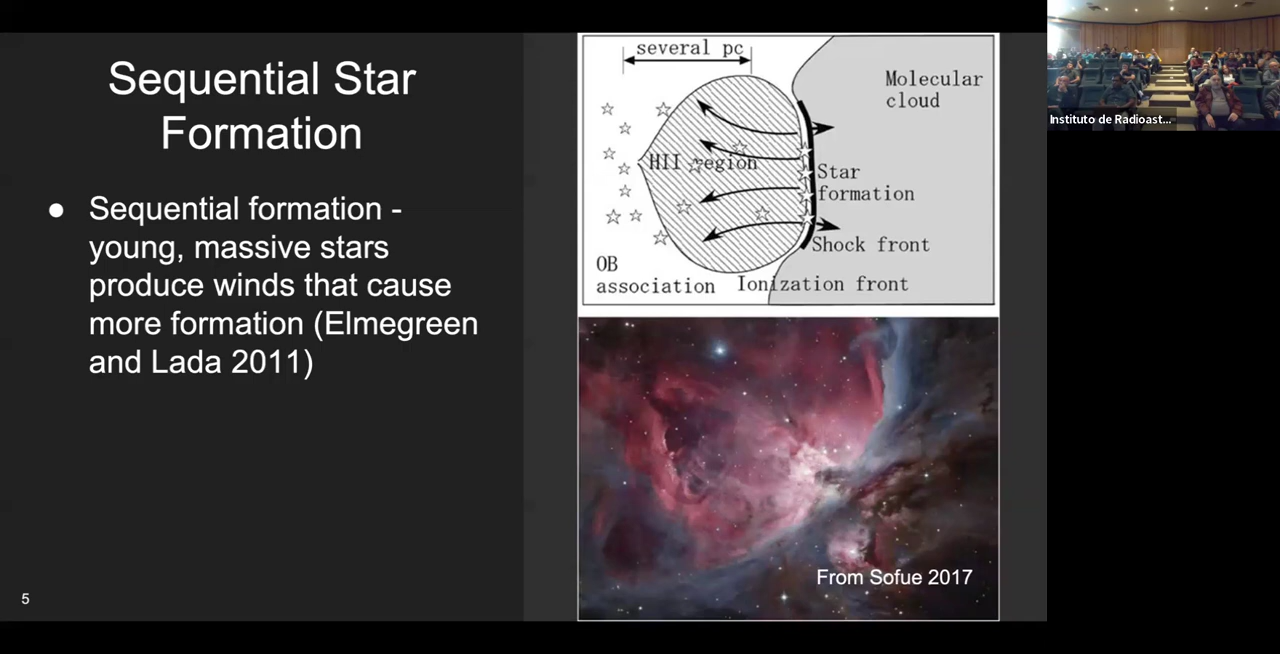 Sequential Star
Formation
● Sequential formation -
young, massive stars
produce winds that cause
more formation (Elmegreen
and Lada 2011)
5
several pc
Molecular
cloud
HII region
Star
formation
Shock front
OB
association
Ionization front
From Sofue 2017
Instituto de Radioast...